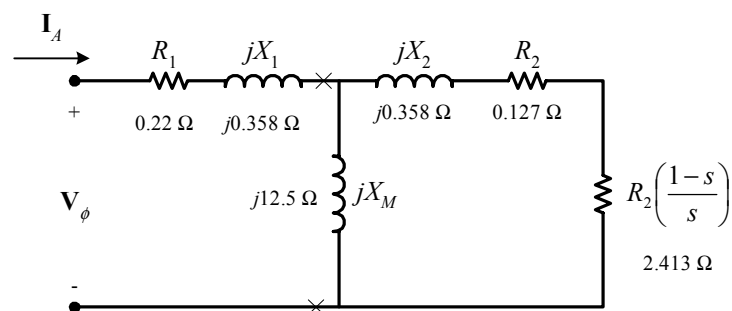 I_A
R_1
jX_1
jX_2
R_2
+
0.22 Ω
j0.358 Ω
j0.358 Ω
0.127 Ω
V_ϕ
j12.5 Ω
jX_M
R_2((1-s)/s)
2.413 Ω
-